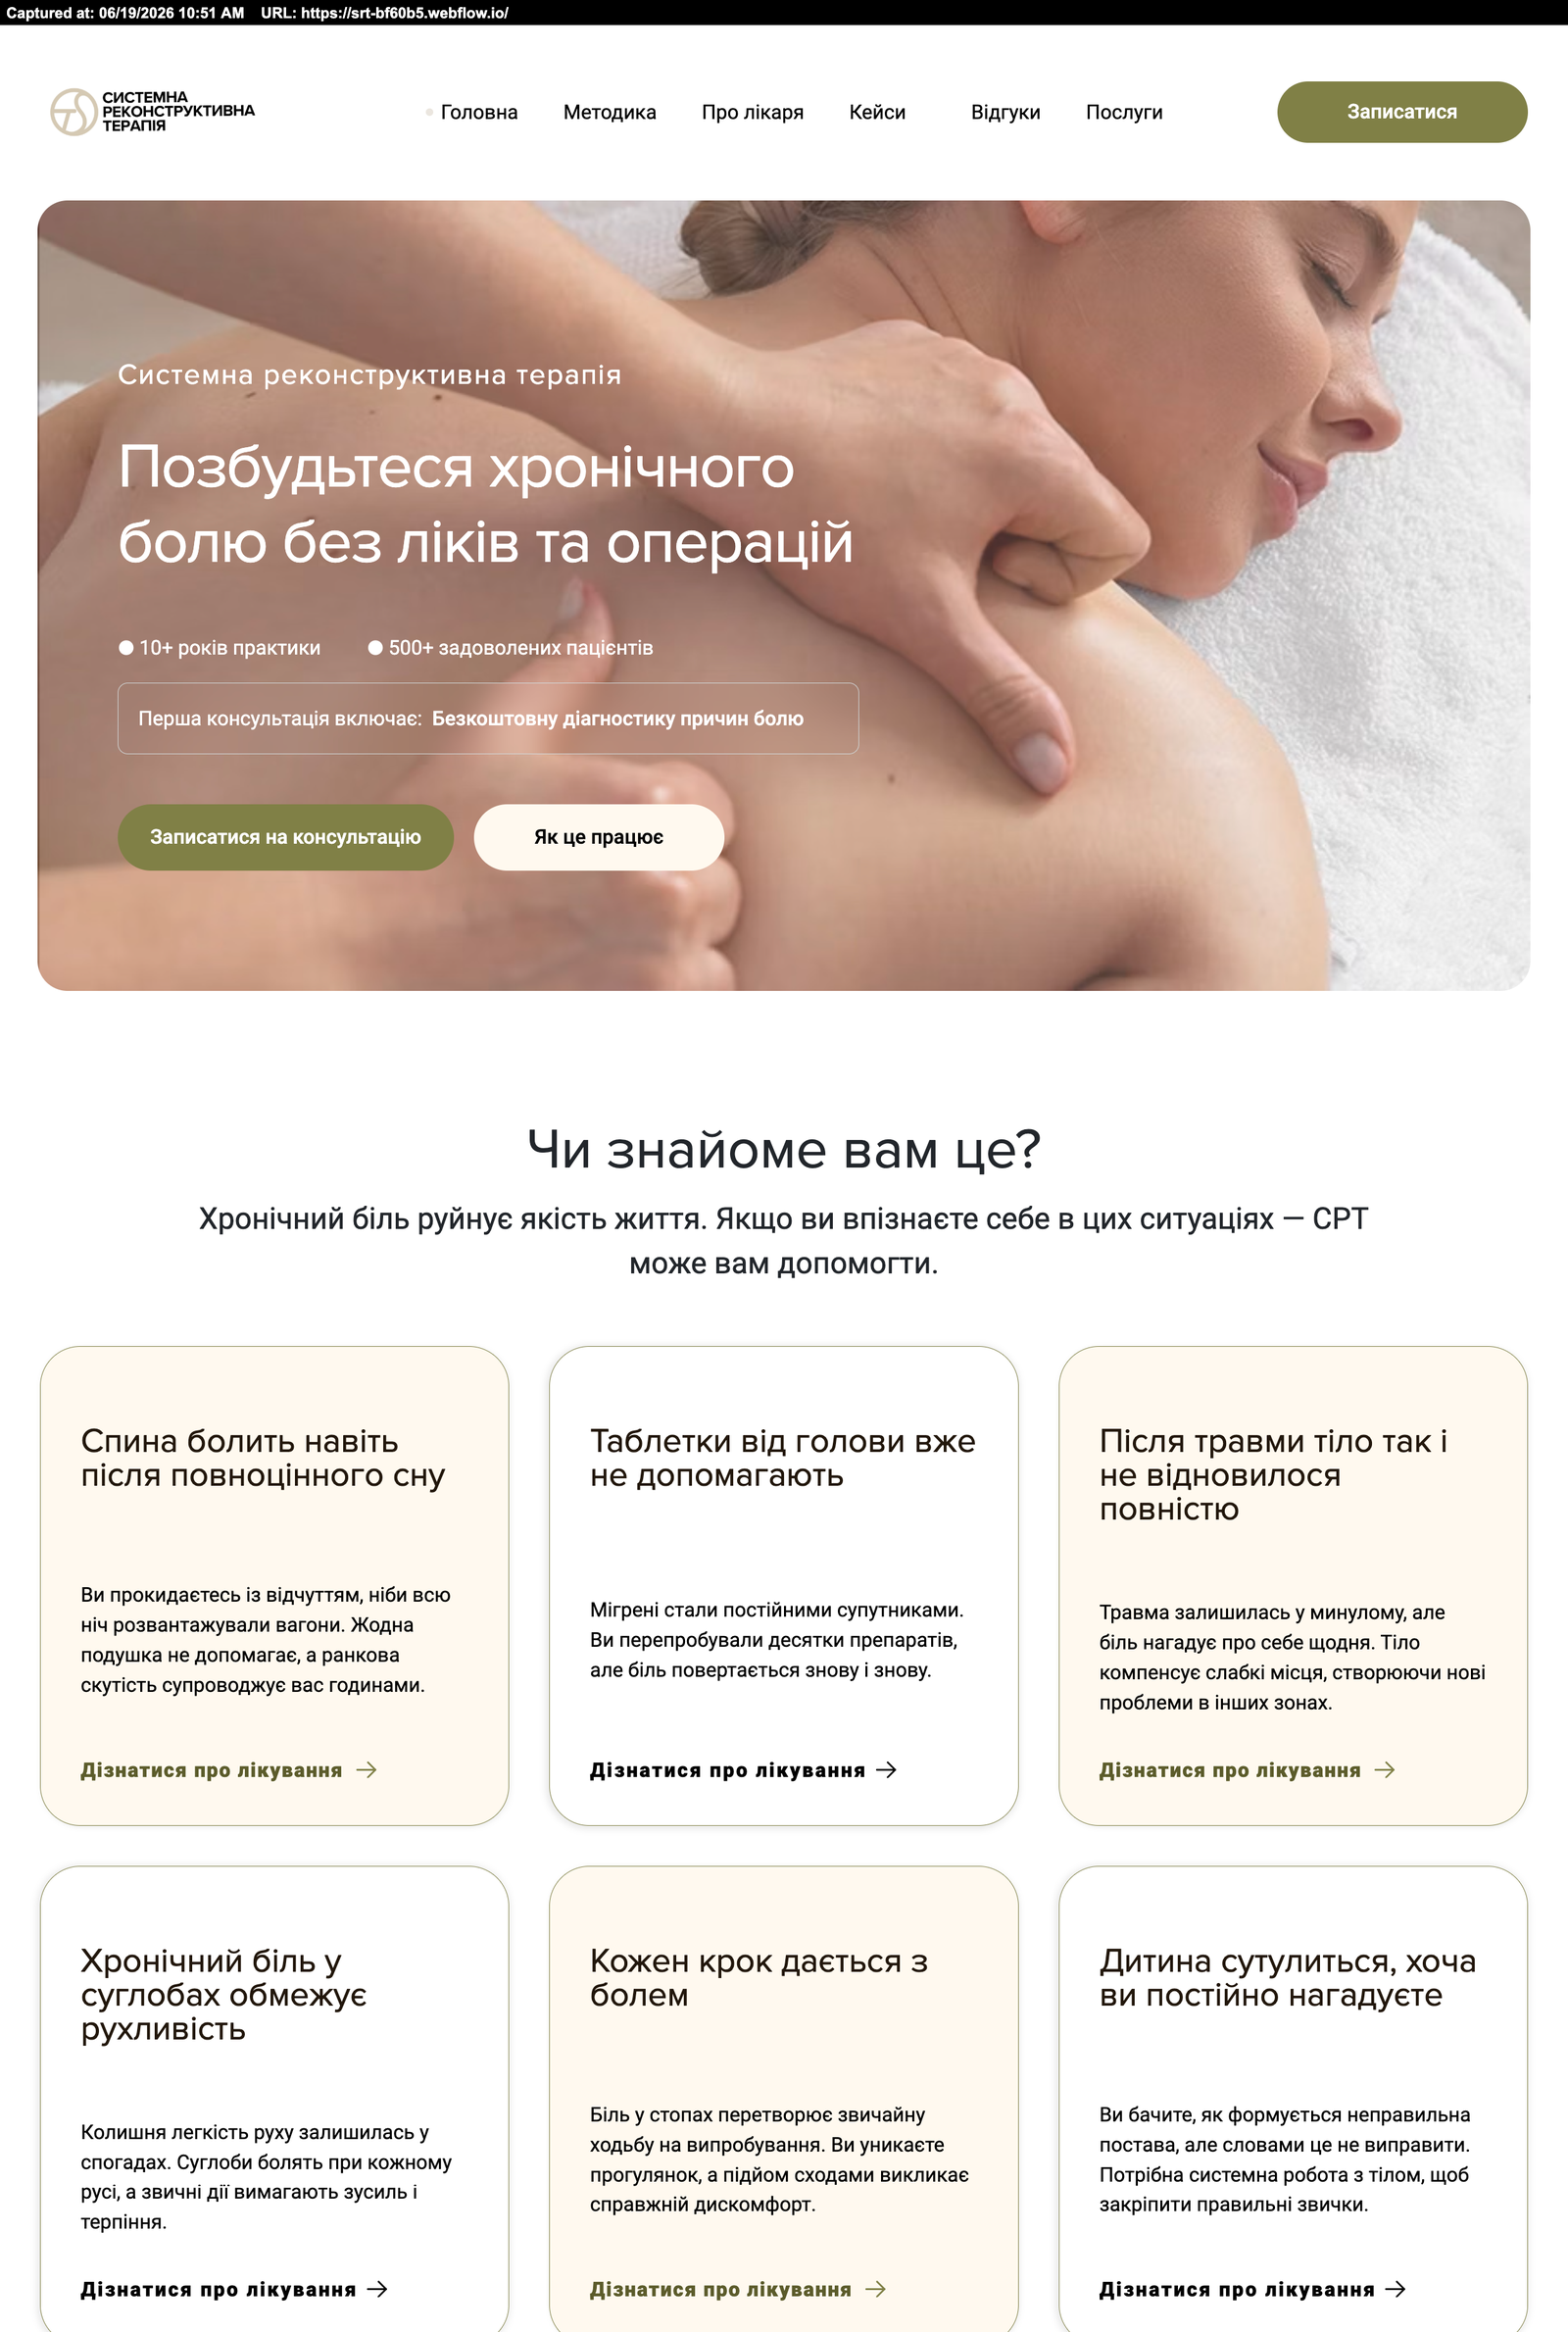 Captured at: 06/19/2026 10:51 AM URL: https://srt-bf60b5.webflow.io/
СИСТЕМНА
РЕКОНСТРУКТИВНА
ТЕРАПІЯ
Головна Методика Про лікаря Кейси Відгуки Послуги Записатися
Системна реконструктивна терапія
Позбудьтеся хронічного
болю без ліків та операцій
10+ років практики 500+ задоволених пацієнтів
Перша консультація включає: Безкоштовну діагностику причин болю
Записатися на консультацію Як це працює
Чи знайоме вам це?
Хронічний біль руйнує якість життя. Якщо ви впізнаєте себе в цих ситуаціях — СРТ
може вам допомогти.
Спина болить навіть
після повноцінного сну
Ви прокидаєтесь із відчуттям, ніби всю
ніч розвантажували вагони. Жодна
подушка не допомагає, а ранкова
скутість супроводжує вас годинами.
Дізнатися про лікування
Таблетки від голови вже
не допомагають
Мігрені стали постійними супутниками.
Ви перепробували десятки препаратів,
але біль повертається знову і знову.
Дізнатися про лікування
Після травми тіло так і
не відновилося
повністю
Травма залишилась у минулому, але
біль нагадує про себе щодня. Тіло
компенсує слабкі місця, створюючи нові
проблеми в інших зонах.
Дізнатися про лікування
Хронічний біль у
суглобах обмежує
рухливість
Колишня легкість руху залишилась у
спогадах. Суглоби болять при кожному
русі, а звичні дії вимагають зусиль і
терпіння.
Дізнатися про лікування
Кожен крок дається з
болем
Біль у стопах перетворює звичайну
ходьбу на випробування. Ви уникаєте
прогулянок, а підйом сходами викликає
справжній дискомфорт.
Дізнатися про лікування
Дитина сутулиться, хоча
ви постійно нагадуєте
Ви бачите, як формується неправильна
постава, але словами це не виправити.
Потрібна системна робота з тілом, щоб
закріпити правильні звички.
Дізнатися про лікування